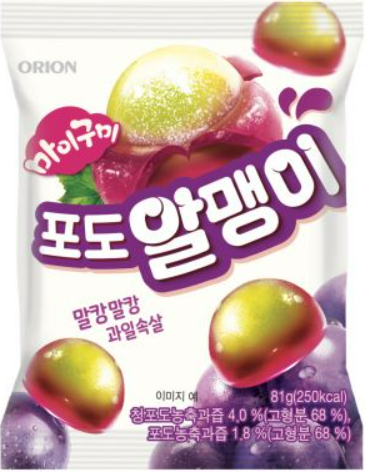 ORION
마이구미
포도 알맹이
말캉말캉
과일속살
이미지 예
81g(250kcal)
청포도농축과즙 4.0 %(고형분 68 %),
포도농축과즙 1.8 %(고형분 68 %)